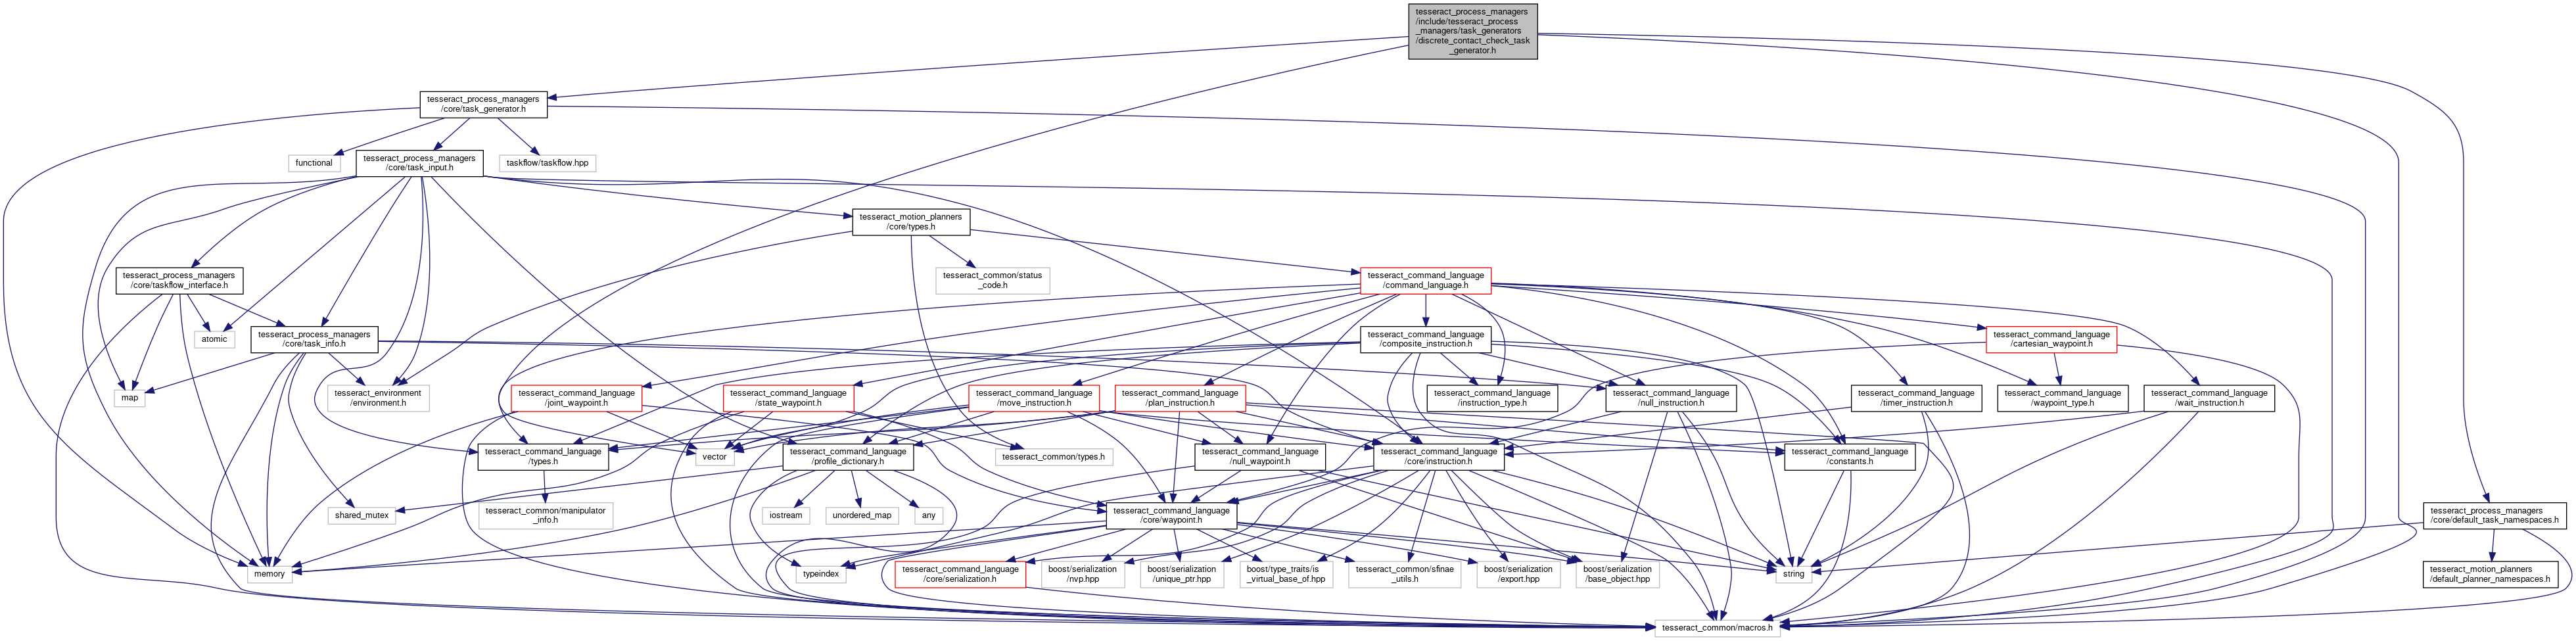 tesseract_process_managers
/include/tesseract_process
_managers/task_generators
/discrete_contact_check_task
_generator.h
tesseract_process_managers
/core/task_generator.h
functional
tesseract_process_managers
/core/task_input.h
taskflow/taskflow.hpp
tesseract_motion_planners
/core/types.h
tesseract_process_managers
/core/taskflow_interface.h
tesseract_common/status
_code.h
tesseract_command_language
/command_language.h
atomic
tesseract_process_managers
/core/task_info.h
tesseract_command_language
/composite_instruction.h
tesseract_command_language
/cartesian_waypoint.h
map
tesseract_environment
/environment.h
tesseract_command_language
/joint_waypoint.h
tesseract_command_language
/state_waypoint.h
tesseract_command_language
/move_instruction.h
tesseract_command_language
/plan_instruction.h
tesseract_command_language
/instruction_type.h
tesseract_command_language
/null_instruction.h
tesseract_command_language
/timer_instruction.h
tesseract_command_language
/waypoint_type.h
tesseract_command_language
/wait_instruction.h
tesseract_command_language
/types.h
vector
tesseract_command_language
/profile_dictionary.h
tesseract_common/types.h
tesseract_command_language
/null_waypoint.h
tesseract_command_language
/core/instruction.h
tesseract_command_language
/constants.h
shared_mutex
tesseract_common/manipulator
_info.h
iostream
unordered_map
any
tesseract_command_language
/core/waypoint.h
tesseract_process_managers
/core/default_task_namespaces.h
memory
typeindex
tesseract_command_language
/core/serialization.h
boost/serialization
/nvp.hpp
boost/serialization
/unique_ptr.hpp
boost/type_traits/is
_virtual_base_of.hpp
tesseract_common/sfinae
_utils.h
boost/serialization
/export.hpp
boost/serialization
/base_object.hpp
string
tesseract_motion_planners
/default_planner_namespaces.h
tesseract_common/macros.h